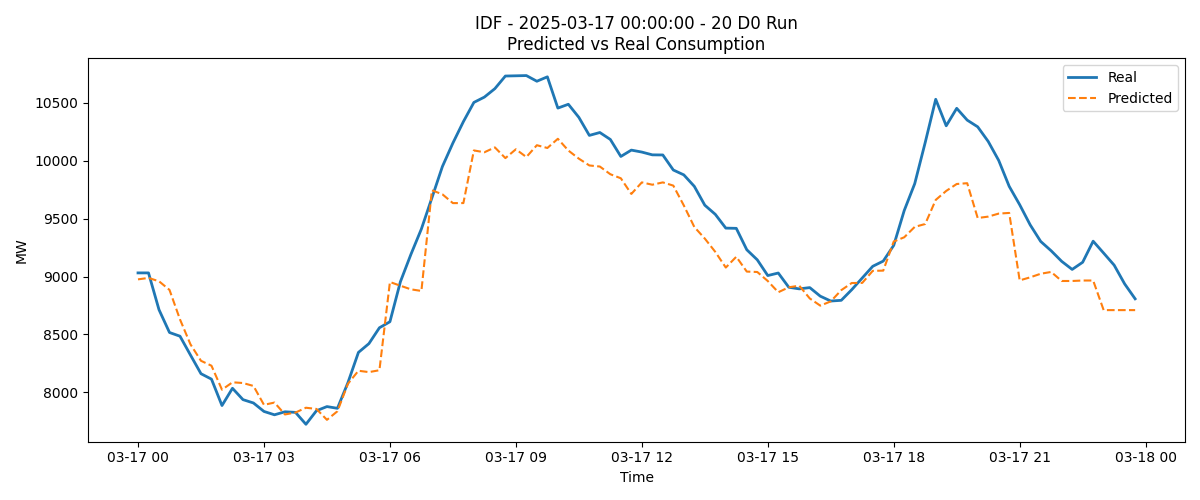 IDF - 2025-03-17 00:00:00 - 20 D0 Run
Predicted vs Real Consumption
Real
Predicted
MW
10500
10000
9500
9000
8500
8000
03-17 00
03-17 03
03-17 06
03-17 09
03-17 12
03-17 15
03-17 18
03-17 21
03-18 00
Time